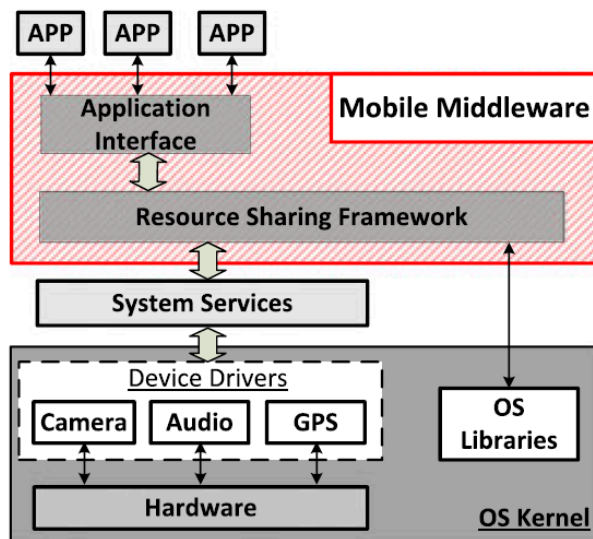 APP APP APP
Mobile Middleware
Application
Interface
Resource Sharing Framework
System Services
Device Drivers
Camera Audio GPS
OS
Libraries
Hardware
OS Kernel